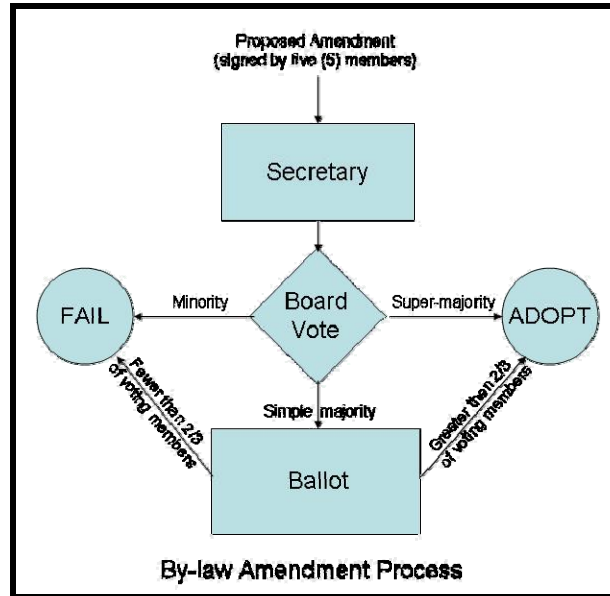 Proposed Amendment
(signed by five (5) members)
Secretary
FAIL
Minority
Board
Vote
Super-majority
ADOPT
Fewer than 2/3
of voting members
Simple majority
Greater then 2/3
of voting members
Ballot
By-law Amendment Process